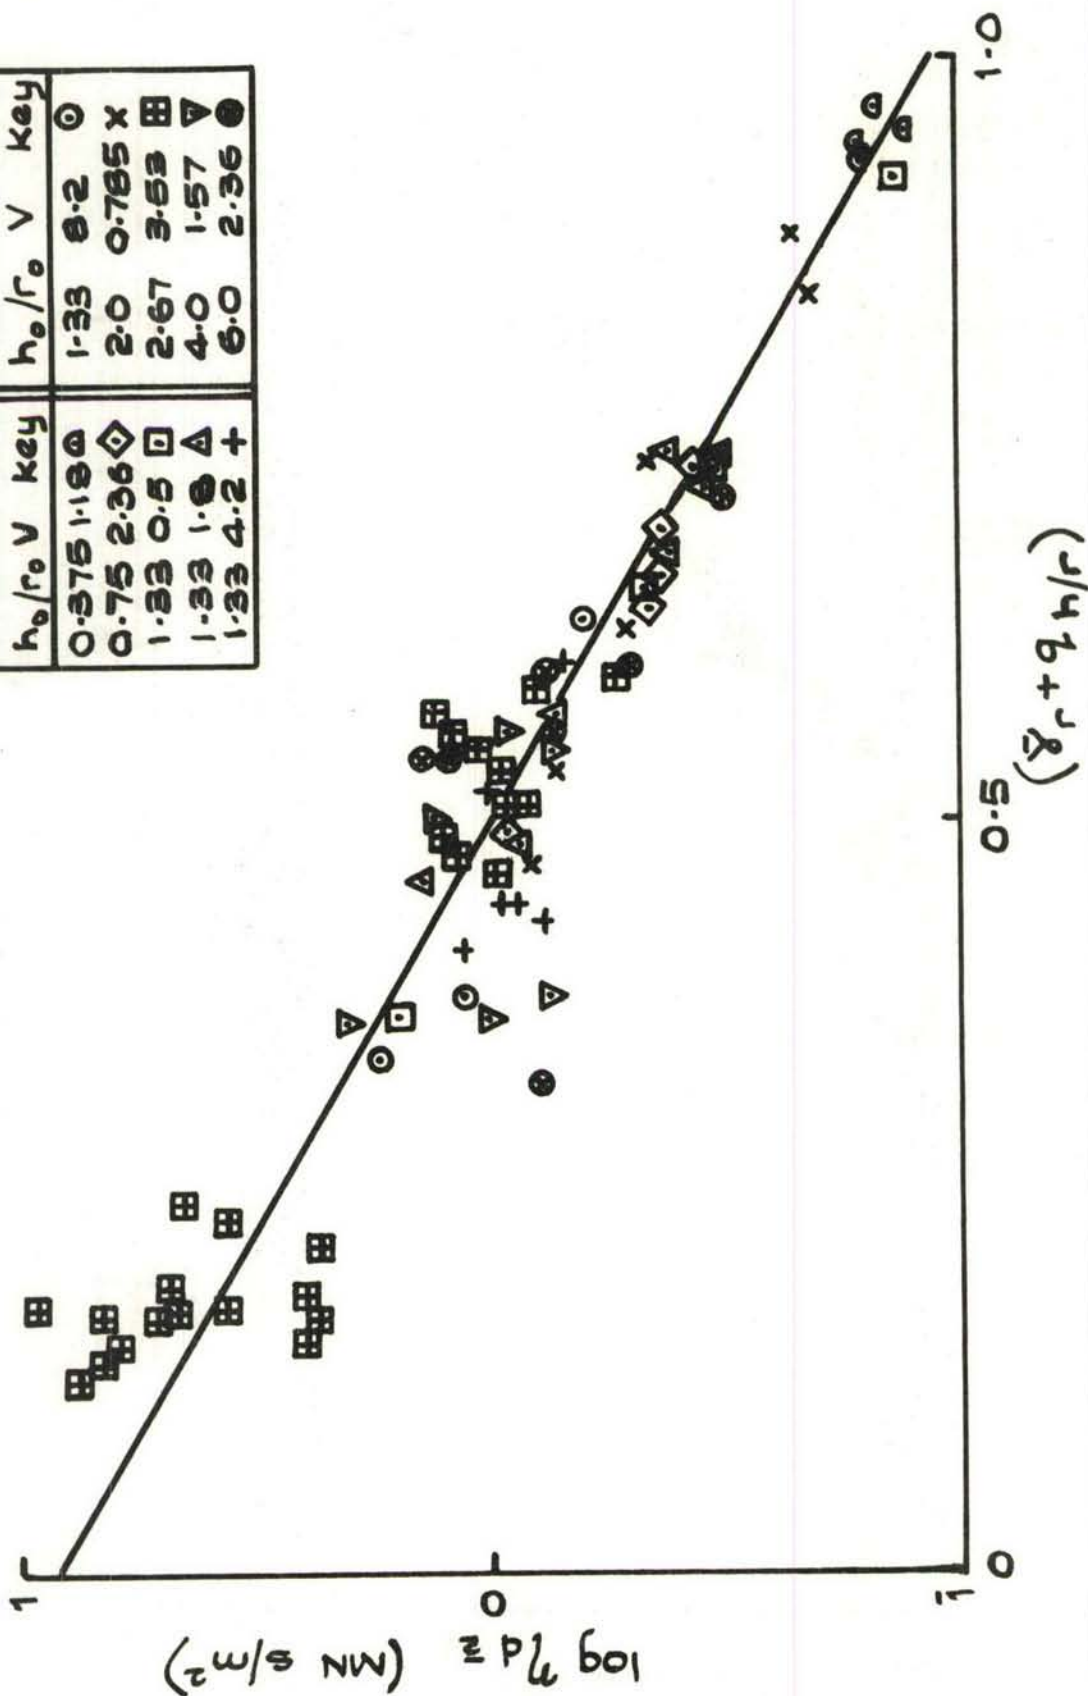 h₀/r₀ V Key h₀/r₀ V Key
0.375 1.18 1.33 8.2
0.75 2.36 2.0 0.785 x
1.33 0.5 2.67 3.53
1.33 1.8 4.0 1.57
1.33 4.2 + 6.0 2.36
1
0
1̄
log η_d z (MN s/m²)
0
0.5
1.0
(γ̄_r + q h/r)